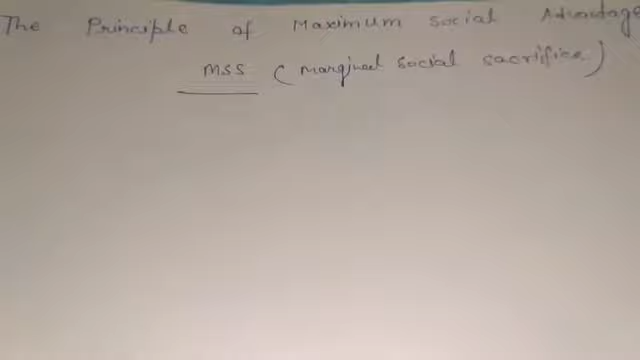 The Principle of Maximum Social Advantage
MSS (Marginal Social sacrifice)